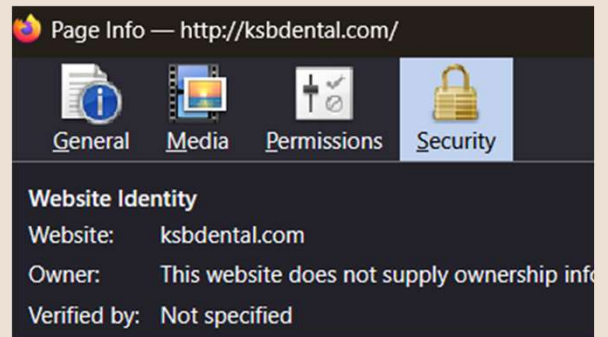 Page Info — http://ksbdental.com/
General Media Permissions Security
Website Identity
Website: ksbdental.com
Owner: This website does not supply ownership
Verified by: Not specified